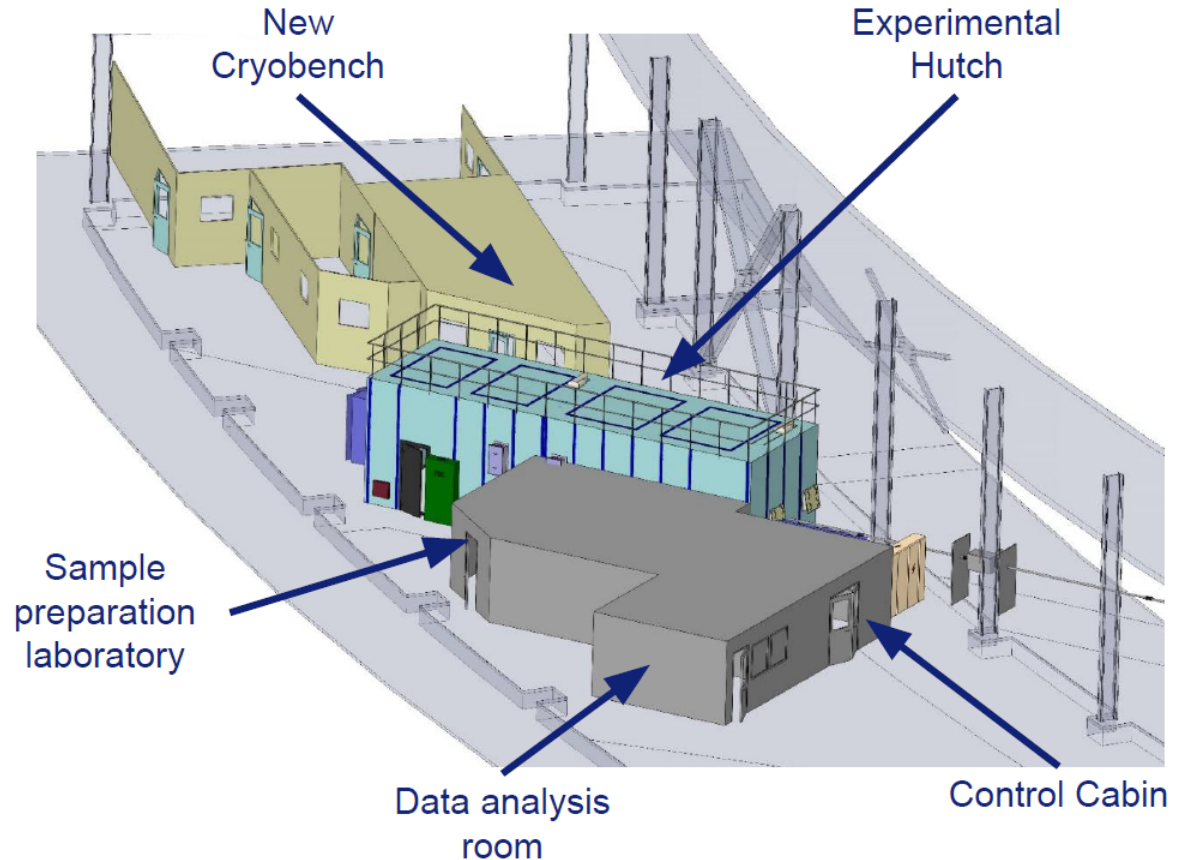 New
Cryobench
Experimental
Hutch
Sample
preparation
laboratory
Data analysis
room
Control Cabin